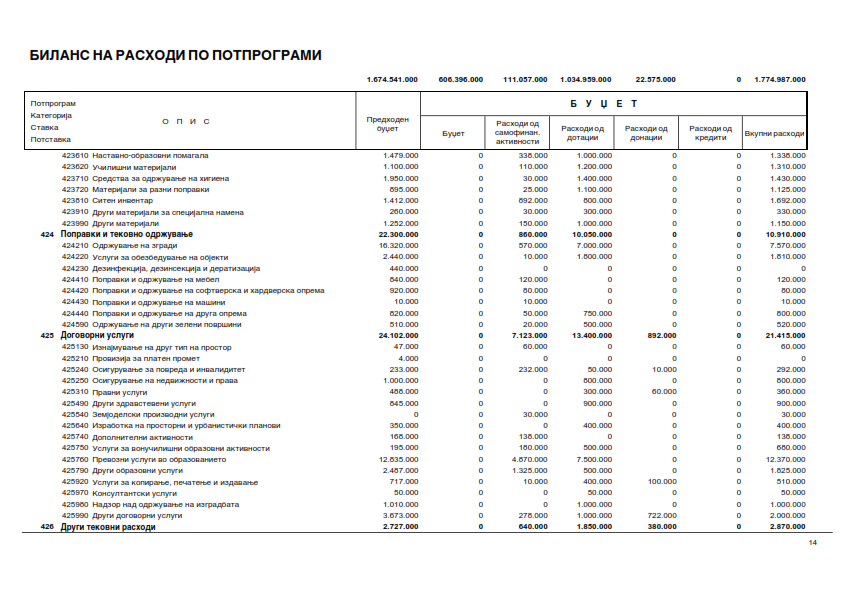 БИЛАНС НА РАСХОДИ ПО ПОТПРОГРАМИ
1.674.541.000 606.396.000 111.057.000 1.034.959.000 22.575.000 0 1.774.987.000
Потпрограм
Категорија
Ставка
Потставка
О П И С
Предходен буџет
Б У Џ Е Т
Буџет
Расходи од самофинан. активности
Расходи од дотации
Расходи од донации
Расходи од кредити
Вкупни расходи
423610 Наставно-образовни помагала 1.479.000 0 338.000 1.000.000 0 0 1.338.000
423620 Училишни материјали 1.100.000 0 110.000 1.200.000 0 0 1.310.000
423710 Средства за одржување на хигиена 1.950.000 0 30.000 1.400.000 0 0 1.430.000
423720 Материјали за разни поправки 895.000 0 25.000 1.100.000 0 0 1.125.000
423810 Ситен инвентар 1.412.000 0 892.000 800.000 0 0 1.692.000
423910 Други материјали за специјална намена 260.000 0 30.000 300.000 0 0 330.000
423990 Други материјали 1.252.000 0 150.000 1.000.000 0 0 1.150.000
424 Поправки и тековно одржување 22.300.000 0 860.000 10.050.000 0 0 10.910.000
424210 Одржување на згради 16.320.000 0 570.000 7.000.000 0 0 7.570.000
424220 Услуги за обезбедување на објекти 2.440.000 0 10.000 1.800.000 0 0 1.810.000
424230 Дезинфекција, дезинсекција и дератизација 440.000 0 0 0 0 0 0
424410 Поправки и одржување на мебел 840.000 0 120.000 0 0 0 120.000
424420 Поправки и одржување на софтверска и хардверска опрема 920.000 0 80.000 0 0 0 80.000
424430 Поправки и одржување на машини 10.000 0 10.000 0 0 0 10.000
424440 Поправки и одржување на друга опрема 820.000 0 50.000 750.000 0 0 800.000
424590 Одржување на други зелени површини 510.000 0 20.000 500.000 0 0 520.000
425 Договорни услуги 24.102.000 0 7.123.000 13.400.000 892.000 0 21.415.000
425130 Изнајмување на друг тип на простор 47.000 0 60.000 0 0 0 60.000
425210 Провизија за платен промет 4.000 0 0 0 0 0 0
425240 Осигурување за повреда и инвалидитет 233.000 0 232.000 50.000 10.000 0 292.000
425250 Осигурување на недвижности и права 1.000.000 0 0 800.000 0 0 800.000
425310 Правни услуги 488.000 0 0 300.000 60.000 0 360.000
425490 Други здравствевени услуги 845.000 0 0 900.000 0 0 900.000
425540 Земјоделски производни услуги 0 0 30.000 0 0 0 30.000
425640 Изработка на просторни и урбанистички планови 350.000 0 0 400.000 0 0 400.000
425740 Дополнителни активности 168.000 0 138.000 0 0 0 138.000
425750 Услуги за вонучилишни образовни активности 195.000 0 180.000 500.000 0 0 680.000
425760 Превозни услуги во образованието 12.835.000 0 4.870.000 7.500.000 0 0 12.370.000
425790 Други образовни услуги 2.487.000 0 1.325.000 500.000 0 0 1.825.000
425920 Услуги за копирање, печатење и издавање 717.000 0 10.000 400.000 100.000 0 510.000
425970 Консултантски услуги 50.000 0 0 50.000 0 0 50.000
425980 Надзор над одржување на изградбата 1.010.000 0 0 1.000.000 0 0 1.000.000
425990 Други договорни услуги 3.673.000 0 278.000 1.000.000 722.000 0 2.000.000
426 Други тековни расходи 2.727.000 0 640.000 1.850.000 380.000 0 2.870.000
14